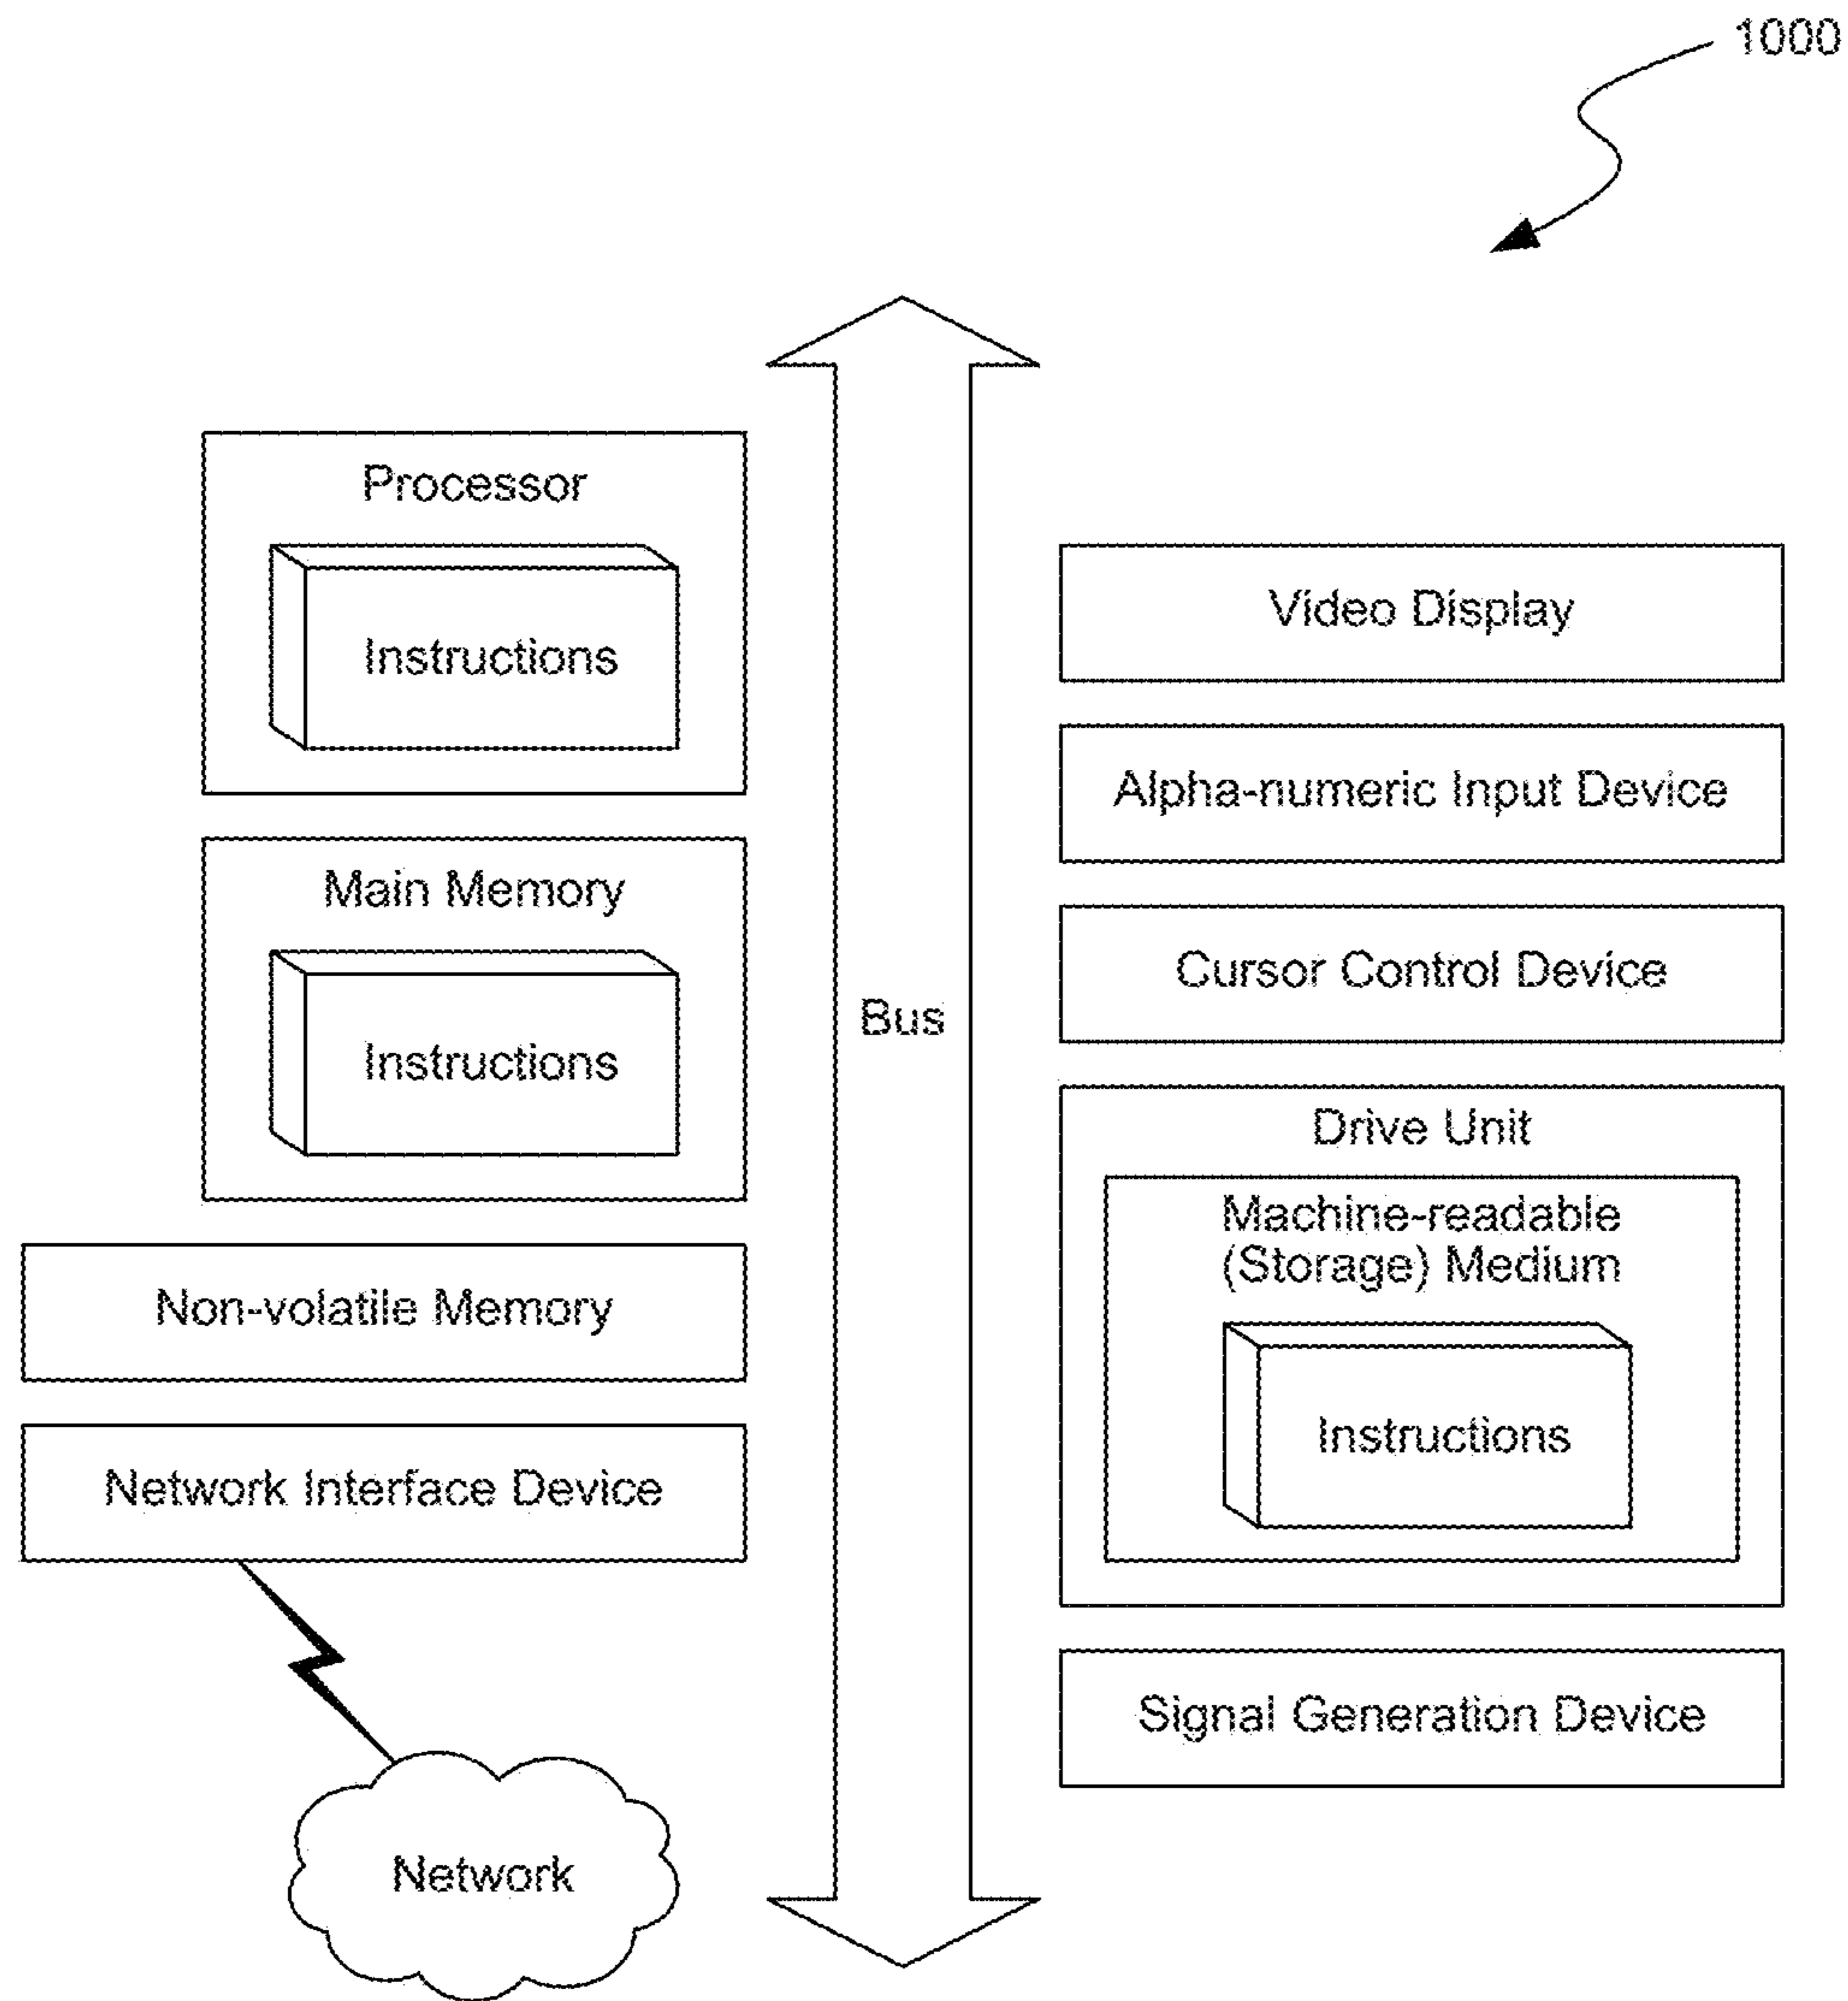 1000
Processor
Instructions
Main Memory
Instructions
Non-volatile Memory
Network Interface Device
Network
Bus
Video Display
Alpha-numeric Input Device
Cursor Control Device
Drive Unit
Machine-readable
(Storage) Medium
Instructions
Signal Generation Device